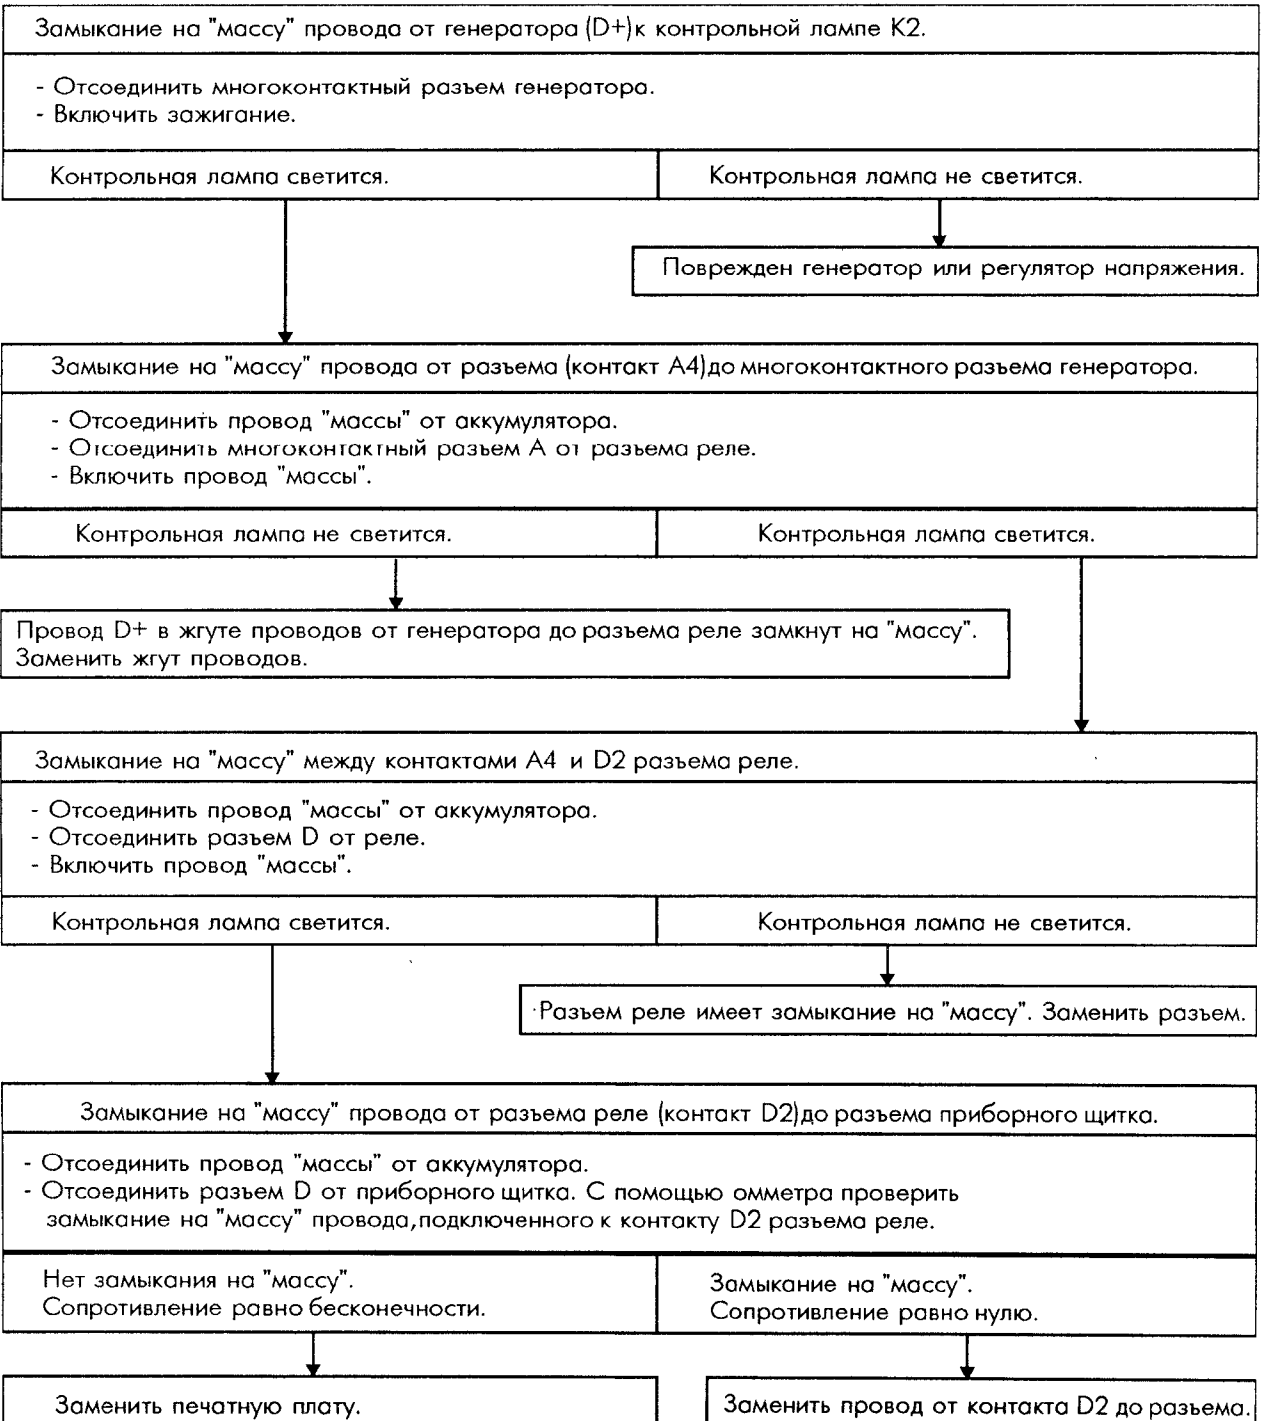 Замыкание на "массу" провода от генератора (D+)к контрольной лампе К2.
- Отсоединить многоконтактный разъем генератора.
- Включить зажигание.
Контрольная лампа светится.
Контрольная лампа не светится.
Поврежден генератор или регулятор напряжения.
Замыкание на "массу" провода от разъема (контакт А4)до многоконтактного разъема генератора.
- Отсоединить провод "массы" от аккумулятора.
- Отсоединить многоконтактный разъем А от разъема реле.
- Включить провод "массы".
Контрольная лампа не светится.
Контрольная лампа светится.
Провод D+ в жгуте проводов от генератора до разъема реле замкнут на "массу".
Заменить жгут проводов.
Замыкание на "массу" между контактами А4 и D2 разъема реле.
- Отсоединить провод "массы" от аккумулятора.
- Отсоединить разъем D от реле.
- Включить провод "массы".
Контрольная лампа светится.
Контрольная лампа не светится.
Разъем реле имеет замыкание на "массу". Заменить разъем.
Замыкание на "массу" провода от разъема реле (контакт D2)до разъема приборного щитка.
- Отсоединить провод "массы" от аккумулятора.
- Отсоединить разъем D от приборного щитка. С помощью омметра проверить
замыкание на "массу" провода,подключенного к контакту D2 разъема реле.
Нет замыкания на "массу".
Сопротивление равно бесконечности.
Замыкание на "массу".
Сопротивление равно нулю.
Заменить печатную плату.
Заменить провод от контакта D2 до разъема.